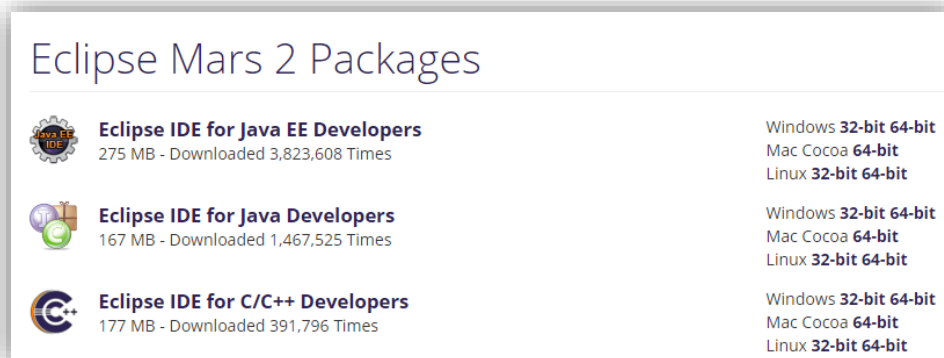 Eclipse Mars 2 Packages
Java EE
IDE
Eclipse IDE for Java EE Developers
275 MB - Downloaded 3,823,608 Times
Windows 32-bit 64-bit
Mac Cocoa 64-bit
Linux 32-bit 64-bit
J
C
Eclipse IDE for Java Developers
167 MB - Downloaded 1,467,525 Times
Windows 32-bit 64-bit
Mac Cocoa 64-bit
Linux 32-bit 64-bit
C++
Eclipse IDE for C/C++ Developers
177 MB - Downloaded 391,796 Times
Windows 32-bit 64-bit
Mac Cocoa 64-bit
Linux 32-bit 64-bit